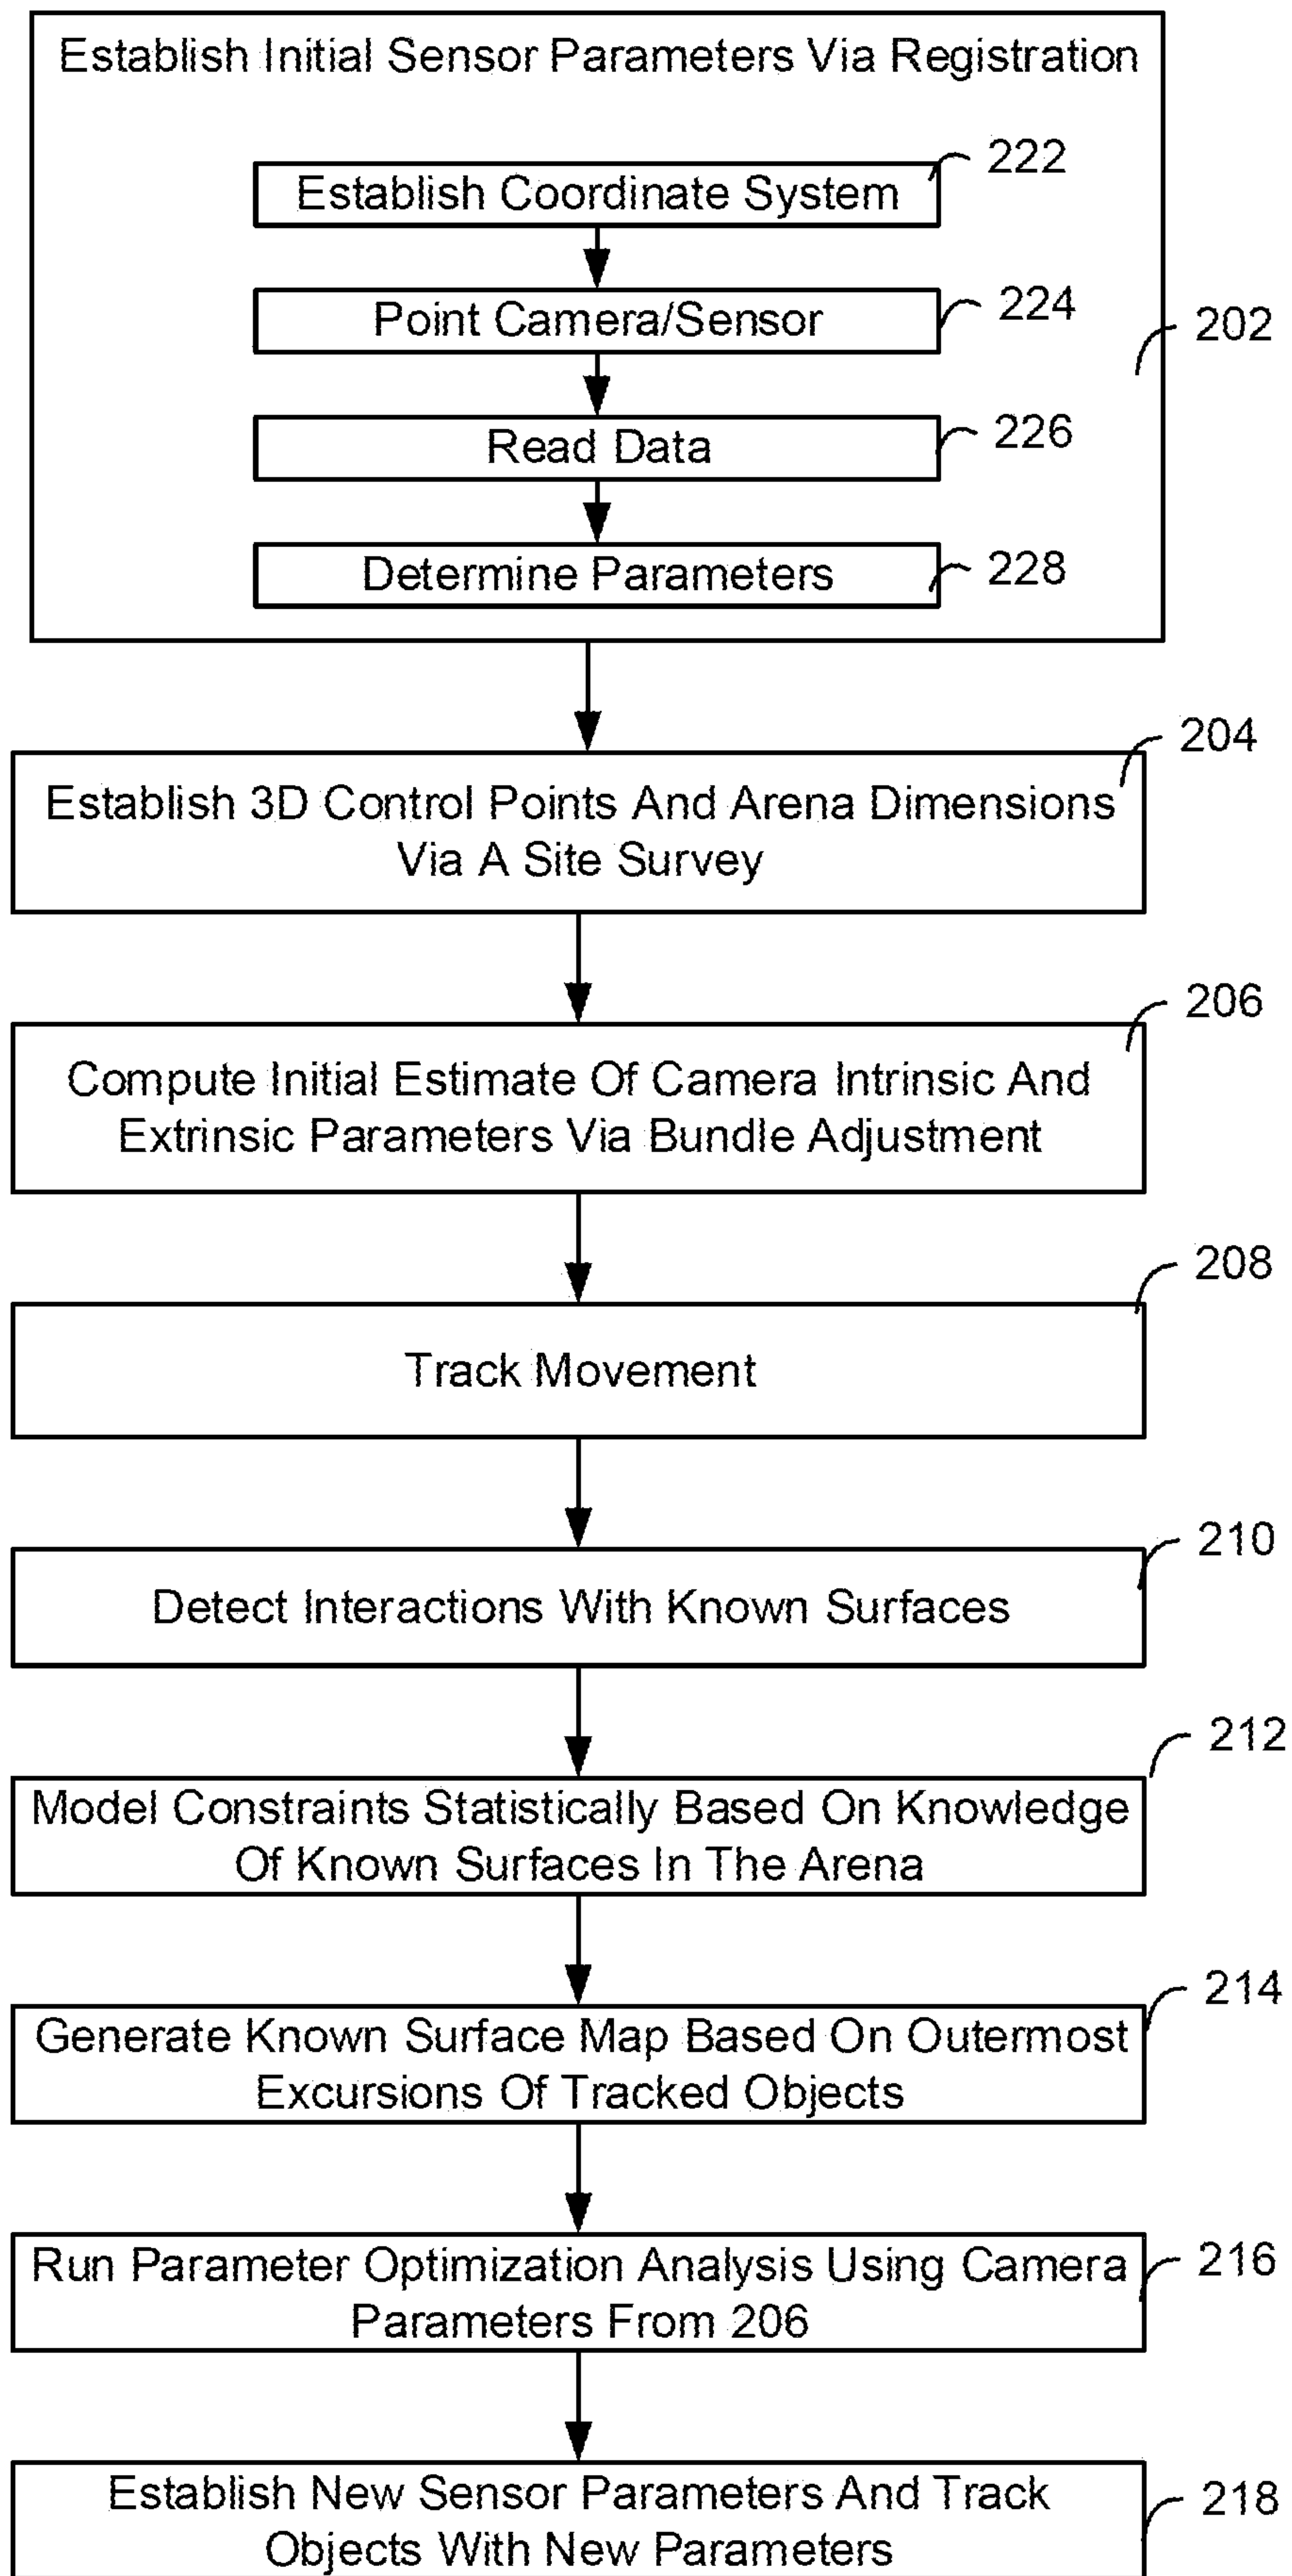 Establish Initial Sensor Parameters Via Registration
222
Establish Coordinate System
224
Point Camera/Sensor
202
226
Read Data
228
Determine Parameters
204
Establish 3D Control Points And Arena Dimensions
Via A Site Survey
206
Compute Initial Estimate Of Camera Intrinsic And
Extrinsic Parameters Via Bundle Adjustment
208
Track Movement
210
Detect Interactions With Known Surfaces
212
Model Constraints Statistically Based On Knowledge
Of Known Surfaces In The Arena
214
Generate Known Surface Map Based On Outermost
Excursions Of Tracked Objects
216
Run Parameter Optimization Analysis Using Camera
Parameters From 206
218
Establish New Sensor Parameters And Track
Objects With New Parameters